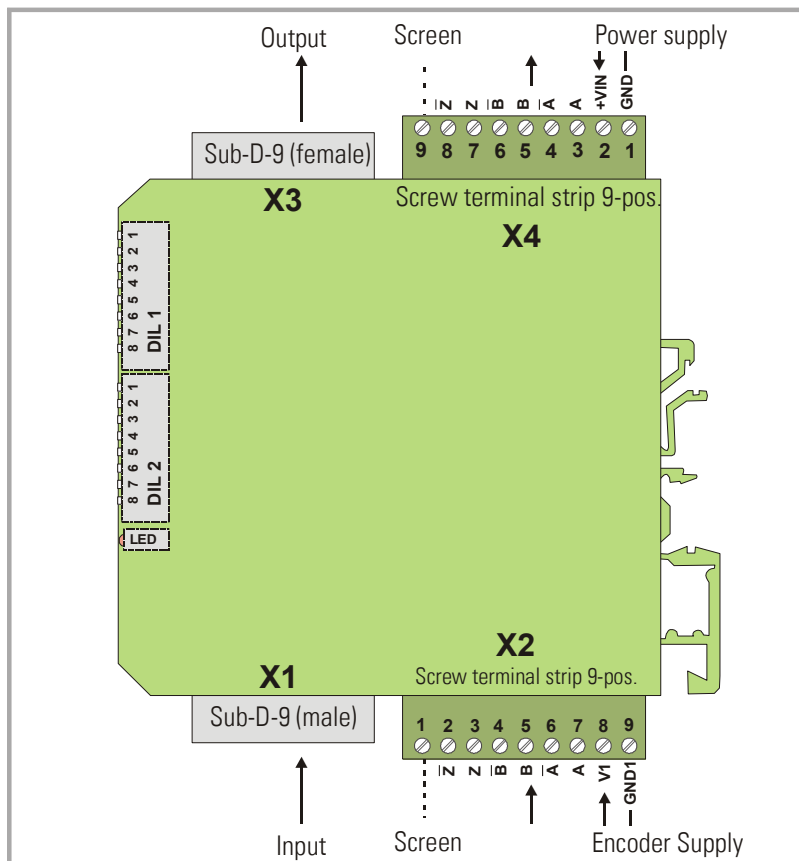 Output Screen Power supply
Z̅ Z B̅ B A̅ A +VIN GND
Sub-D-9 (female) 9 8 7 6 5 4 3 2 1
X3 Screw terminal strip 9-pos.
X4
1 2 3 4 5 6 7 8
DIL 1
1 2 3 4 5 6 7 8
DIL 2
LED
X2
X1 Screw terminal strip 9-pos.
Sub-D-9 (male) 1 2 3 4 5 6 7 8 9
Z̅ Z B̅ B A̅ A V1 GND1
Input Screen Encoder Supply